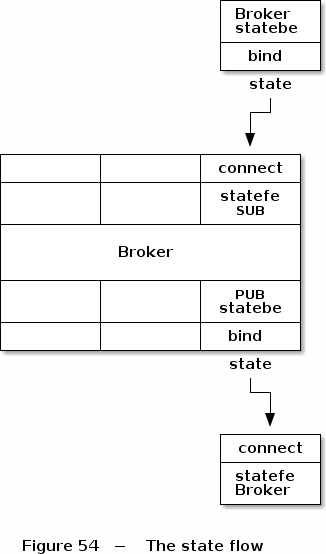 Broker
statebe
bind
state
connect
statefe
SUB
Broker
PUB
statebe
bind
state
connect
statefe
Broker
Figure 54 – The state flow